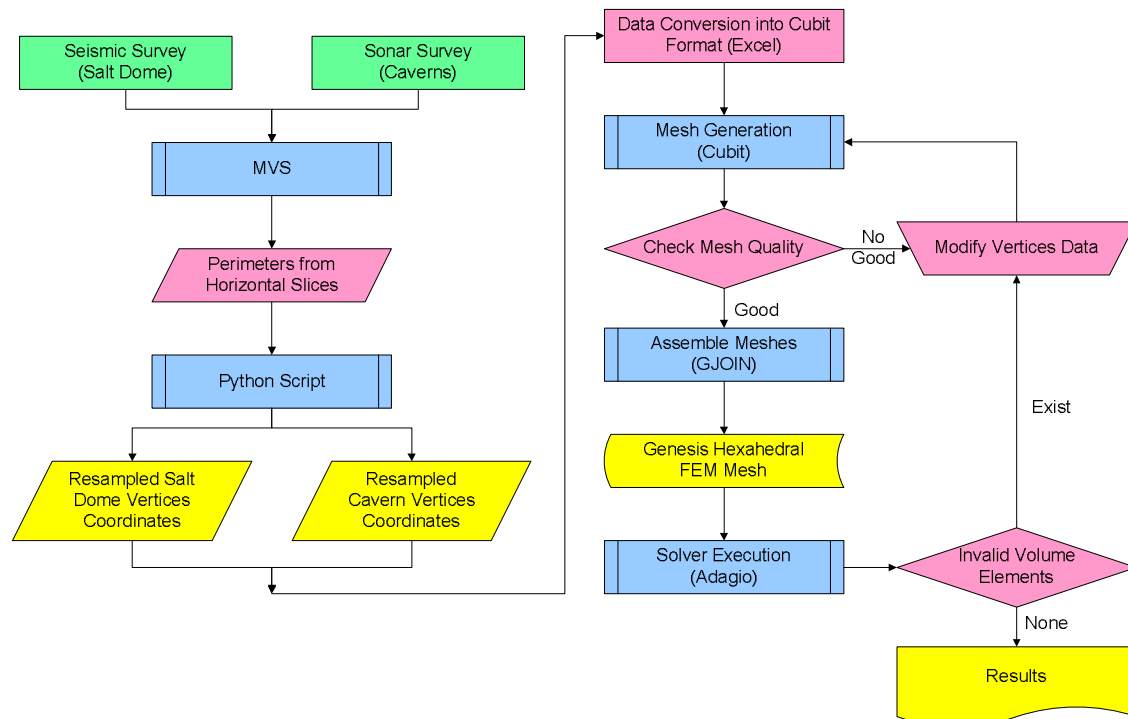 Seismic Survey
(Salt Dome)
Sonar Survey
(Caverns)
MVS
Perimeters from
Horizontal Slices
Python Script
Resampled Salt
Dome Vertices
Coordinates
Resampled
Cavern Vertices
Coordinates
Data Conversion into Cubit
Format (Excel)
Mesh Generation
(Cubit)
Check Mesh Quality
No
Good
Modify Vertices Data
Good
Assemble Meshes
(GJOIN)
Genesis Hexahedral
FEM Mesh
Exist
Solver Execution
(Adagio)
Invalid Volume
Elements
None
Results